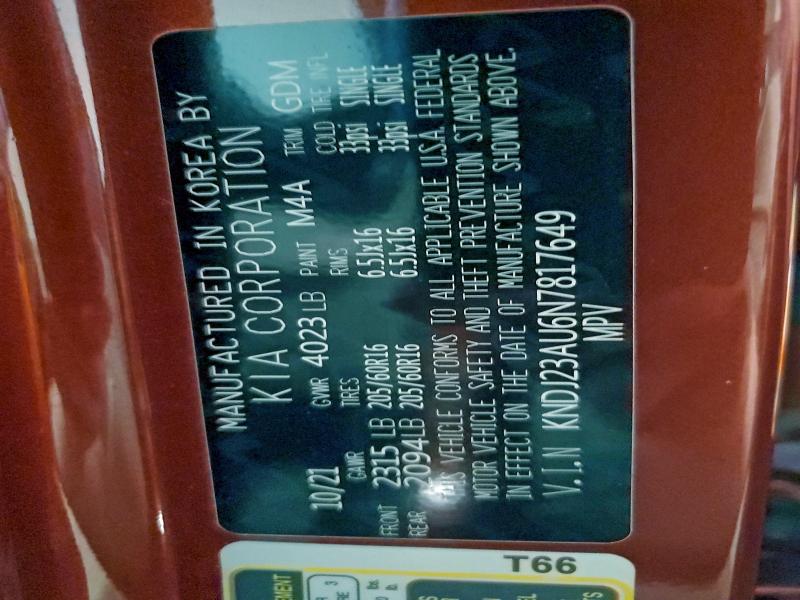 MANUFACTURED IN KOREA BY
KIA CORPORATION
10/21 GVWR 4023 LB PAINT M4A TRIM GDM
GAWR TIRES RIMS COLD TIRE INFL
FRONT 2315 LB 205/60R16 6.5Jx16 33psi SINGLE
REAR 2094 LB 205/60R16 6.5Jx16 33psi SINGLE
THIS VEHICLE CONFORMS TO ALL APPLICABLE U.S.A. FEDERAL
MOTOR VEHICLE SAFETY AND THEFT PREVENTION STANDARDS
IN EFFECT ON THE DATE OF MANUFACTURE SHOWN ABOVE.
V.I.N KNDJ23AU6N7817649
MPV
T66